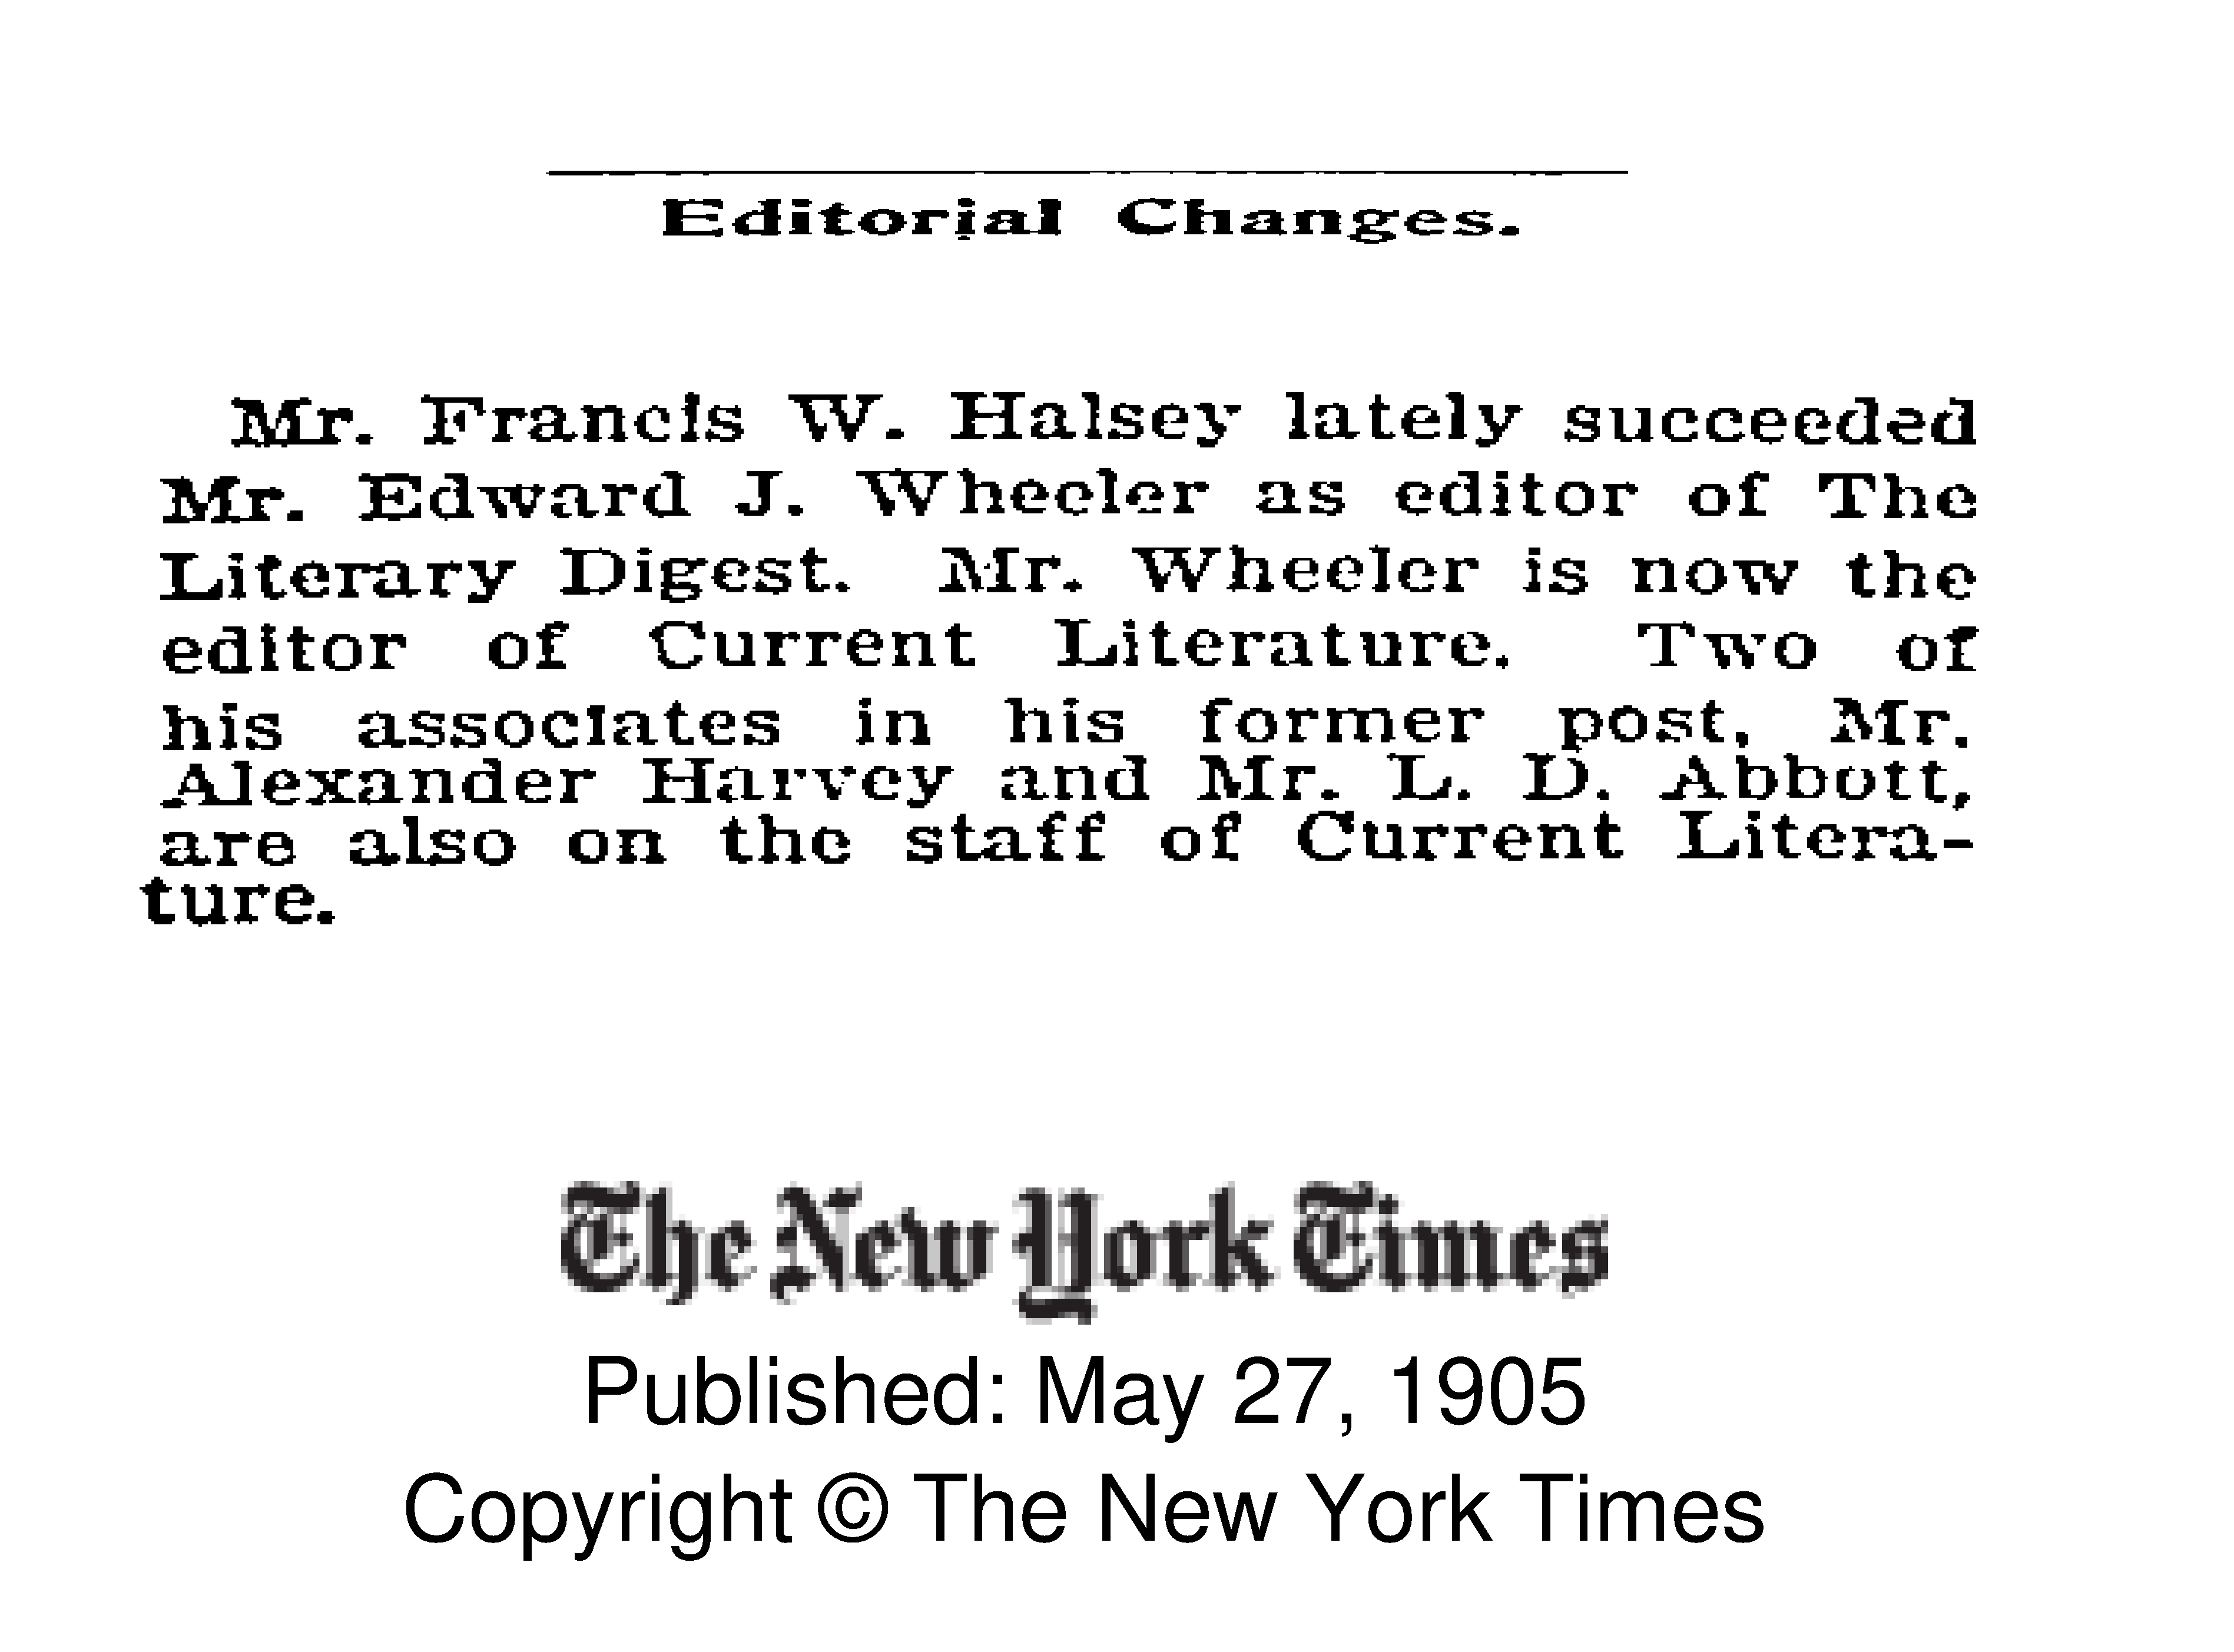 Editorial Changes.
Mr. Francis W. Halsey lately succeeded
Mr. Edward J. Wheeler as editor of The
Literary Digest. Mr. Wheeler is now the
editor of Current Literature. Two of
his associates in his former post, Mr.
Alexander Harvey and Mr. L. D. Abbott,
are also on the staff of Current Litera-
ture.
The New York Times
Published: May 27, 1905
Copyright © The New York Times